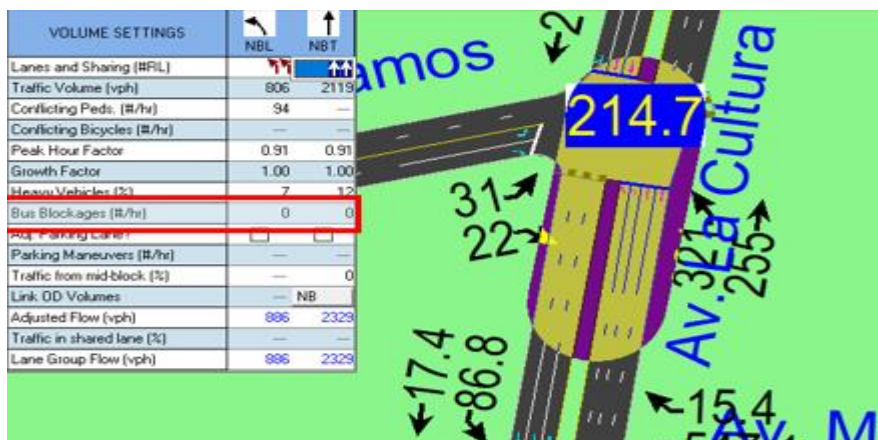 VOLUME SETTINGS NBL NBT
Lanes and Sharing (#RL)
Traffic Volume (vph) 806 2119
Conflicting Peds. (#/hr) 94 —
Conflicting Bicycles (#/hr) — —
Peak Hour Factor 0.91 0.91
Growth Factor 1.00 1.00
Heavy Vehicles (%) 7 12
Bus Blockages (#/hr) 0 0
Adj. Parking Lane?
Parking Maneuvers (#/hr) — —
Traffic from mid-block (%) — 0
Link OD Volumes — NB
Adjusted Flow (vph) 886 2329
Traffic in shared lane (%) — —
Lane Group Flow (vph) 886 2329
amos
2
214.7
Av. La Cultura
31
22
321
255
17.4
86.8
15.4
Av. M